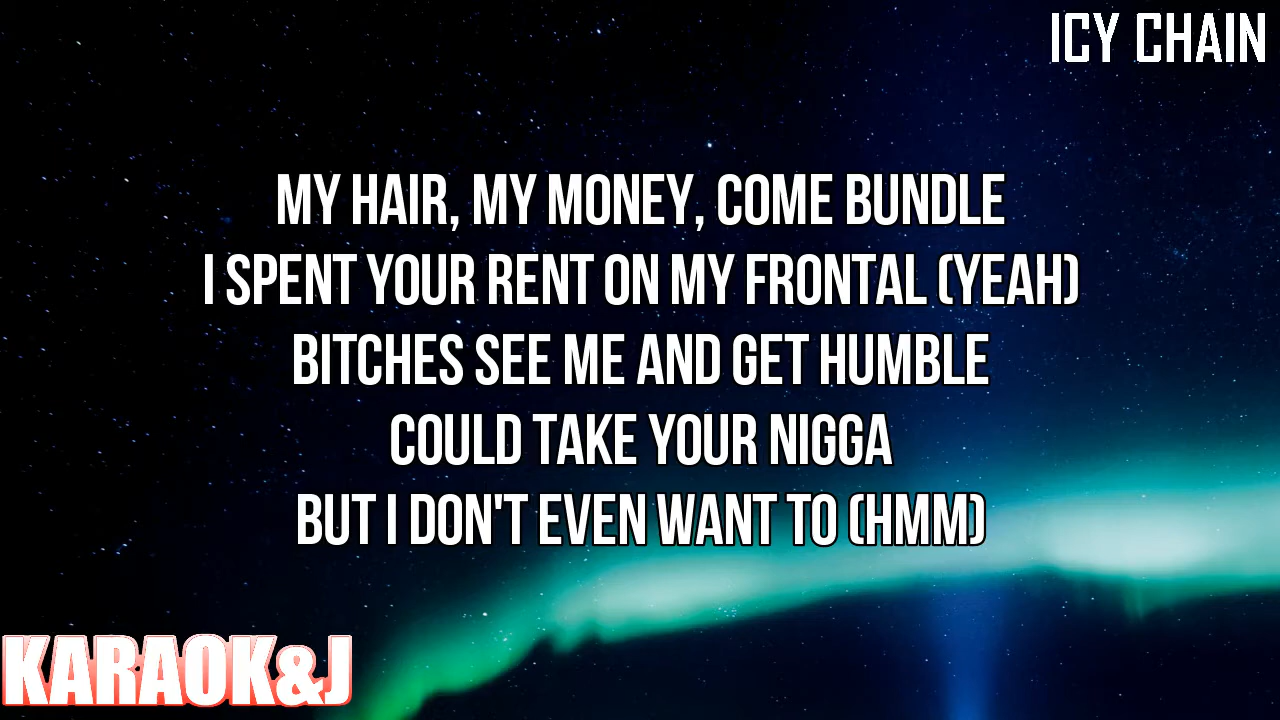 ICY CHAIN
MY HAIR, MY MONEY, COME BUNDLE
I SPENT YOUR RENT ON MY FRONTAL (YEAH)
BITCHES SEE ME AND GET HUMBLE
COULD TAKE YOUR NIGGA
BUT I DON'T EVEN WANT TO (HMM)
KARAOK&J